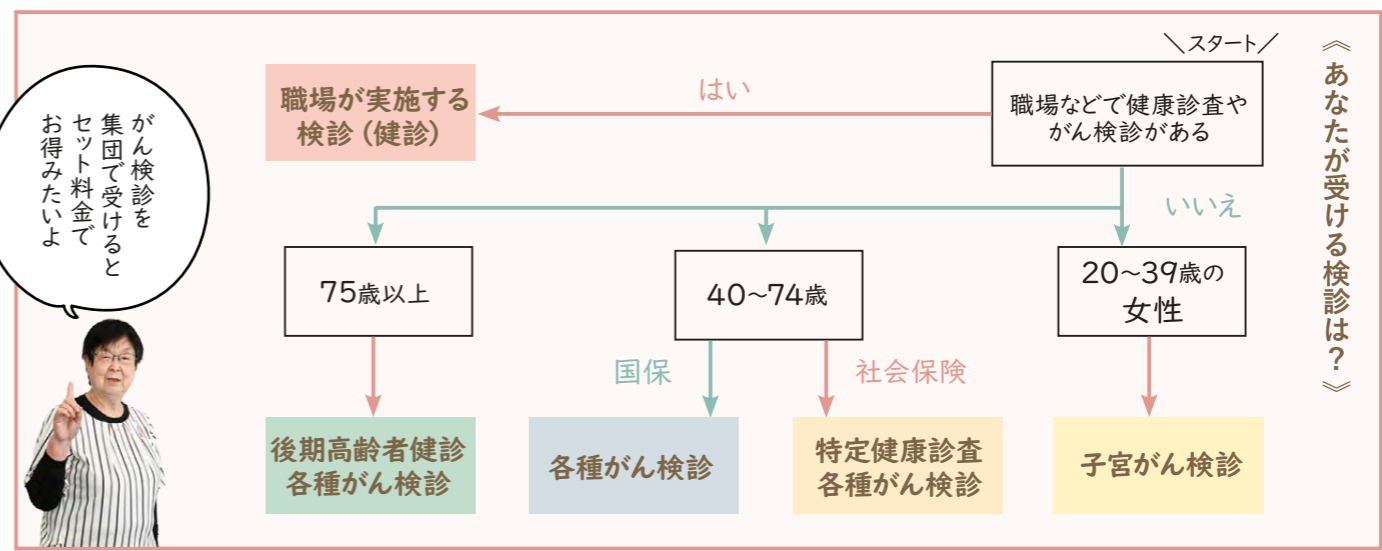 《あなたが受ける検診は？》
＼スタート／
職場などで健康診査や
がん検診がある
はい
職場が実施する
検診（健診）
いいえ
20～39歳の
女性
子宮がん検診
40～74歳
社会保険
特定健康診査
各種がん検診
国保
各種がん検診
75歳以上
後期高齢者健診
各種がん検診
がん検診を
集団で受けると
セット料金で
お得みたいよ